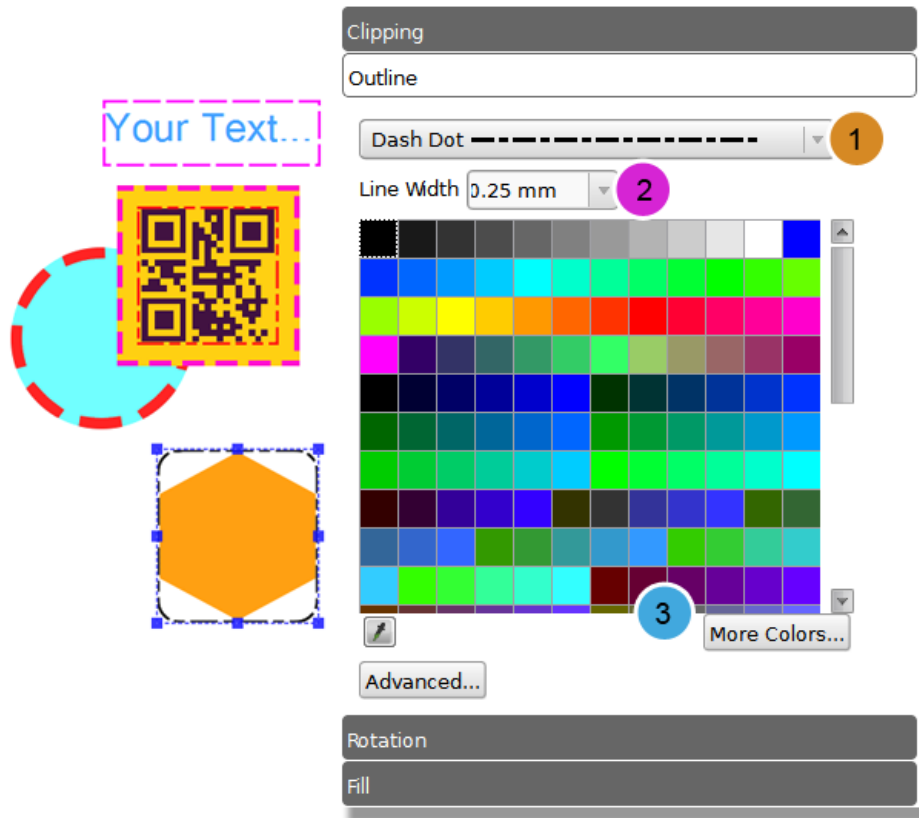 Clipping
Outline
Your Text...
Dash Dot
1
Line Width 0.25 mm
2
3
More Colors...
Advanced...
Rotation
Fill